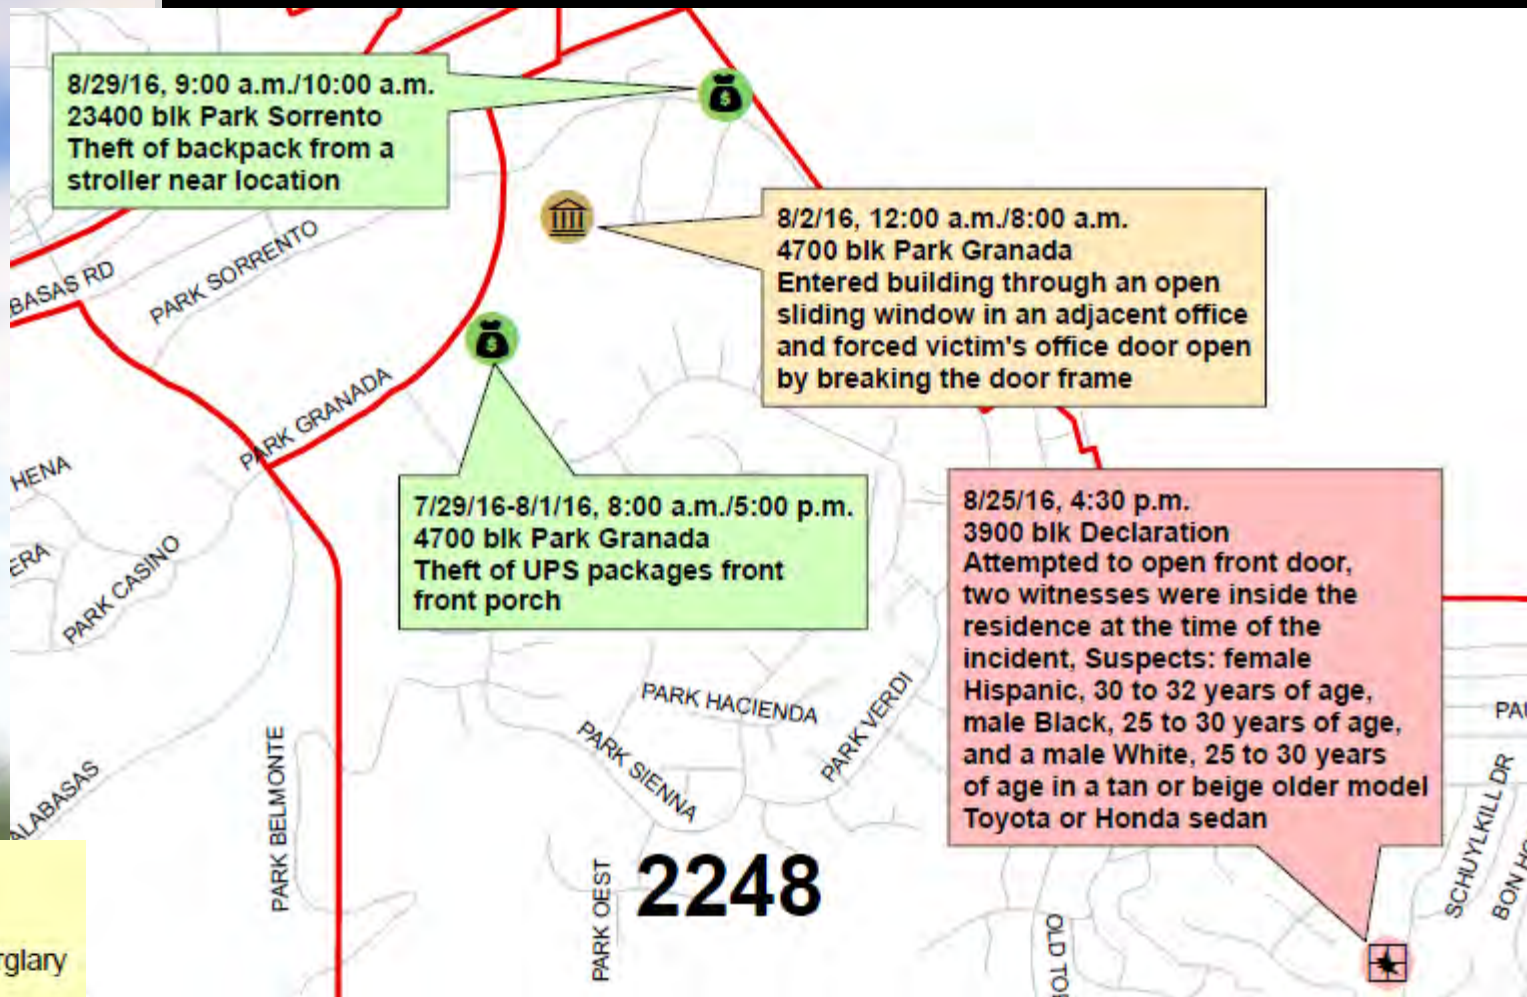 8/29/16, 9:00 a.m./10:00 a.m.
23400 blk Park Sorrento
Theft of backpack from a
stroller near location
8/2/16, 12:00 a.m./8:00 a.m.
4700 blk Park Granada
Entered building through an open
sliding window in an adjacent office
and forced victim's office door open
by breaking the door frame
BASAS RD
PARK SORRENTO
PARK GRANADA
7/29/16-8/1/16, 8:00 a.m./5:00 p.m.
4700 blk Park Granada
Theft of UPS packages front
front porch
8/25/16, 4:30 p.m.
3900 blk Declaration
Attempted to open front door,
two witnesses were inside the
residence at the time of the
incident, Suspects: female
Hispanic, 30 to 32 years of age,
male Black, 25 to 30 years of age,
and a male White, 25 to 30 years
of age in a tan or beige older model
Toyota or Honda sedan
HENA
ERA
PARK CASINO
PARK HACIENDA
PARK VERDI
PARK SIENNA
PARK BELMONTE
ALABASAS
PARK OEST
2248
OLD TO
SCHUYLKILL DR
BON HO
PA
rglary